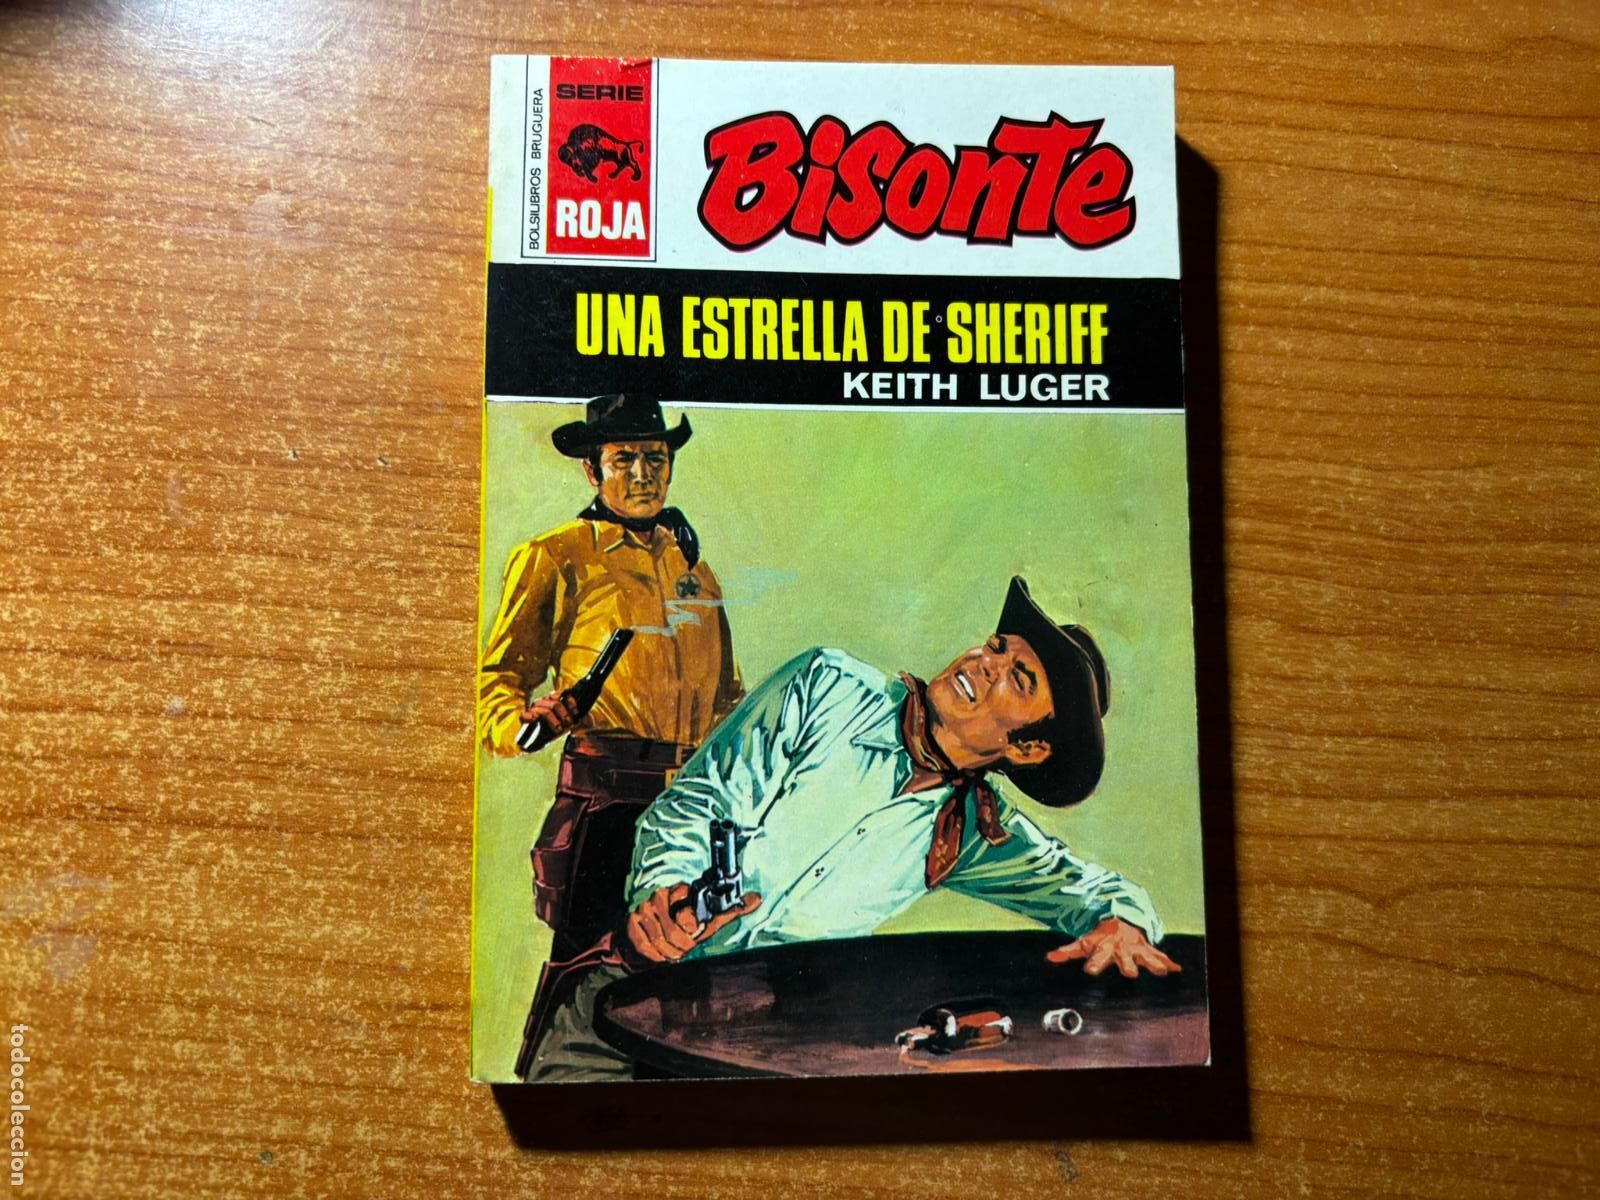 BOLSILIBROS BRUGUERA
SERIE
ROJA
Bisonte
UNA ESTRELLA DE SHERIFF
KEITH LUGER
todocoleccion